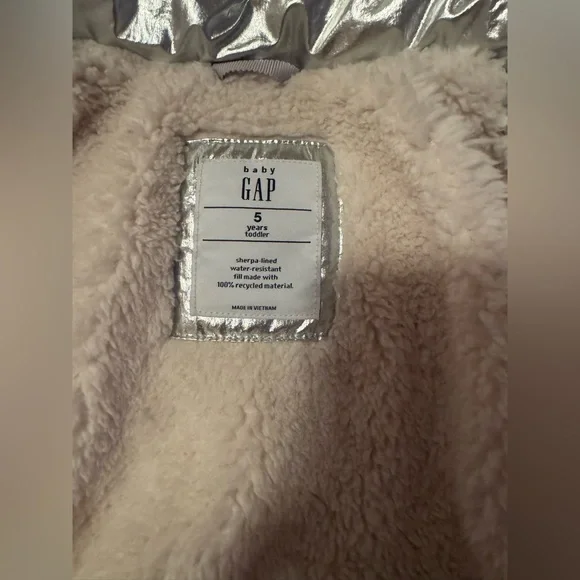 baby
GAP
5
years
toddler
sherpa-lined
water-resistant
fill made with
100% recycled material.
MADE IN VIETNAM